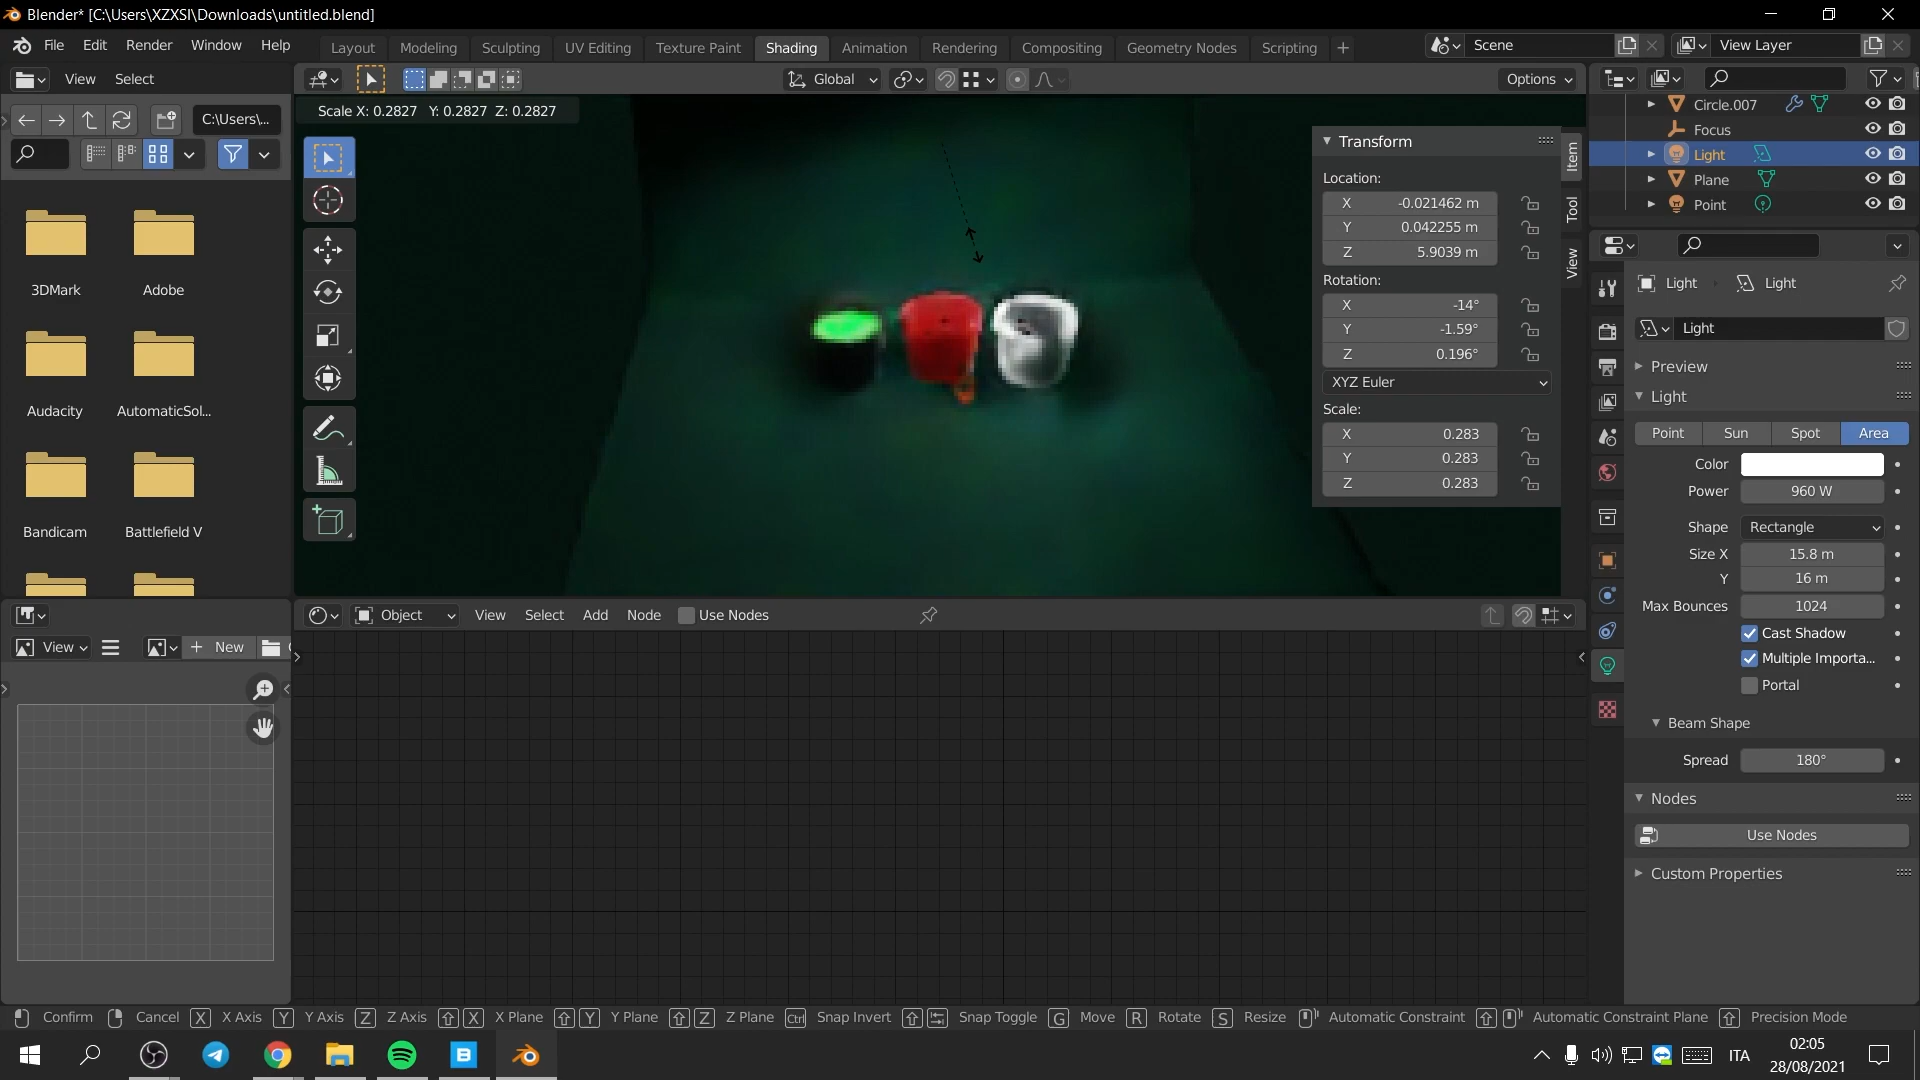 Blender* [C:\Users\XZXSI\Downloads\untitled.blend]
File Edit Render Window Help Layout Modeling Sculpting UV Editing Texture Paint Shading Animation Rendering Compositing Geometry Nodes Scripting + Scene View Layer
View Select Global Options
Scale X: 0.2827 Y: 0.2827 Z: 0.2827
C:\Users\...
3DMark Adobe
Audacity AutomaticSol...
Bandicam Battlefield V
Transform
Location:
X -0.021462 m
Y 0.042255 m
Z 5.9039 m
Rotation:
X -14°
Y -1.59°
Z 0.196°
XYZ Euler
Scale:
X 0.283
Y 0.283
Z 0.283
Item
Tool
View
Circle.007
Focus
Light
Plane
Point
Light Light
Light
Preview
Light
Point Sun Spot Area
Color
Power 960 W
Shape Rectangle
Size X 15.8 m
Y 16 m
Max Bounces 1024
Cast Shadow
Multiple Importa...
Portal
Beam Shape
Spread 180°
Nodes
Use Nodes
Custom Properties
Object View Select Add Node Use Nodes
View + New
Confirm Cancel X X Axis Y Y Axis Z Z Axis X X Plane Y Y Plane Z Z Plane Ctrl Snap Invert Snap Toggle G Move R Rotate S Resize Automatic Constraint Automatic Constraint Plane Precision Mode
B ITA 02:05
28/08/2021